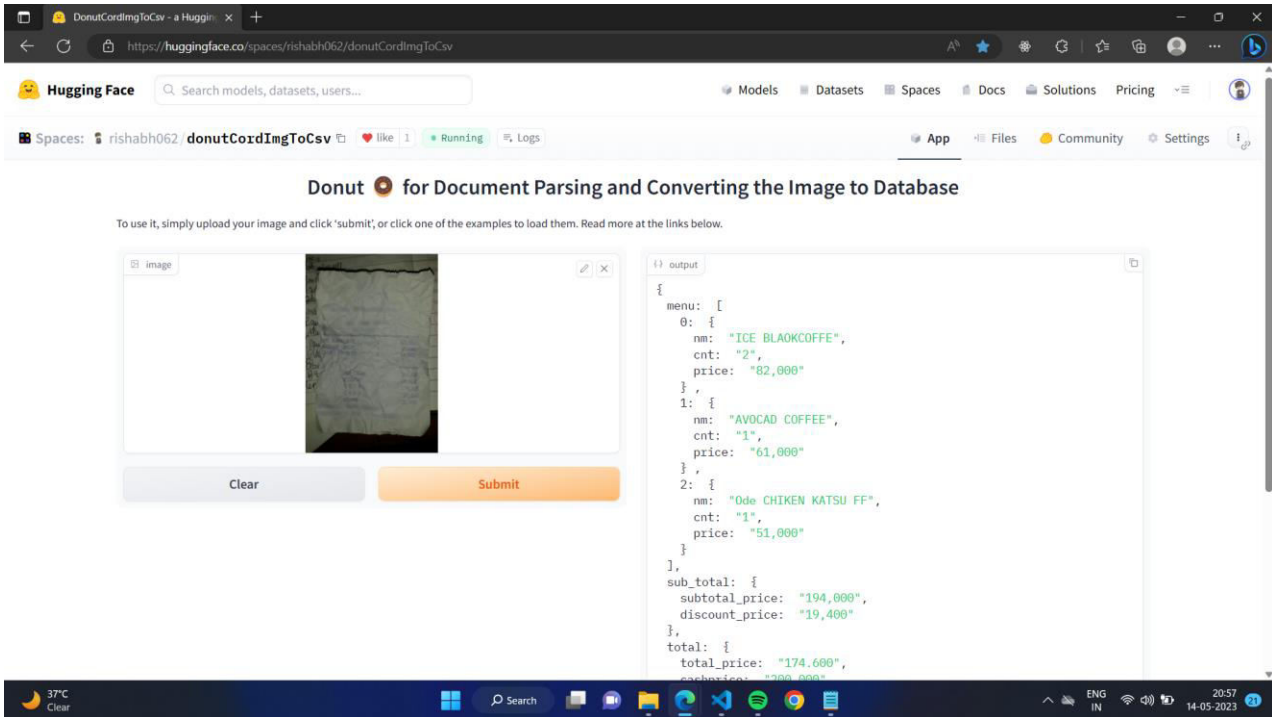 DonutCordImgToCsv - a Huggin
https://huggingface.co/spaces/rishabh062/donutCordImgToCsv
Hugging Face
Search models, datasets, users...
Models
Datasets
Spaces
Docs
Solutions
Pricing
Spaces:
rishabh062/donutCordImgToCsv
like 1
Running
Logs
App
Files
Community
Settings
Donut 🍩 for Document Parsing and Converting the Image to Database
To use it, simply upload your image and click 'submit', or click one of the examples to load them. Read more at the links below.
image
Clear
Submit
output
{
menu: [
0: {
nm: "ICE BLAOKCOFFE",
cnt: "2",
price: "82,000"
} ,
1: {
nm: "AVOCAD COFFEE",
cnt: "1",
price: "61,000"
} ,
2: {
nm: "Ode CHIKEN KATSU FF",
cnt: "1",
price: "51,000"
}
],
sub_total: {
subtotal_price: "194,000",
discount_price: "19,400"
},
total: {
total_price: "174.600",
cashprice: "200.000"
37°C
Clear
Search
ENG
IN
20:57
14-05-2023
21